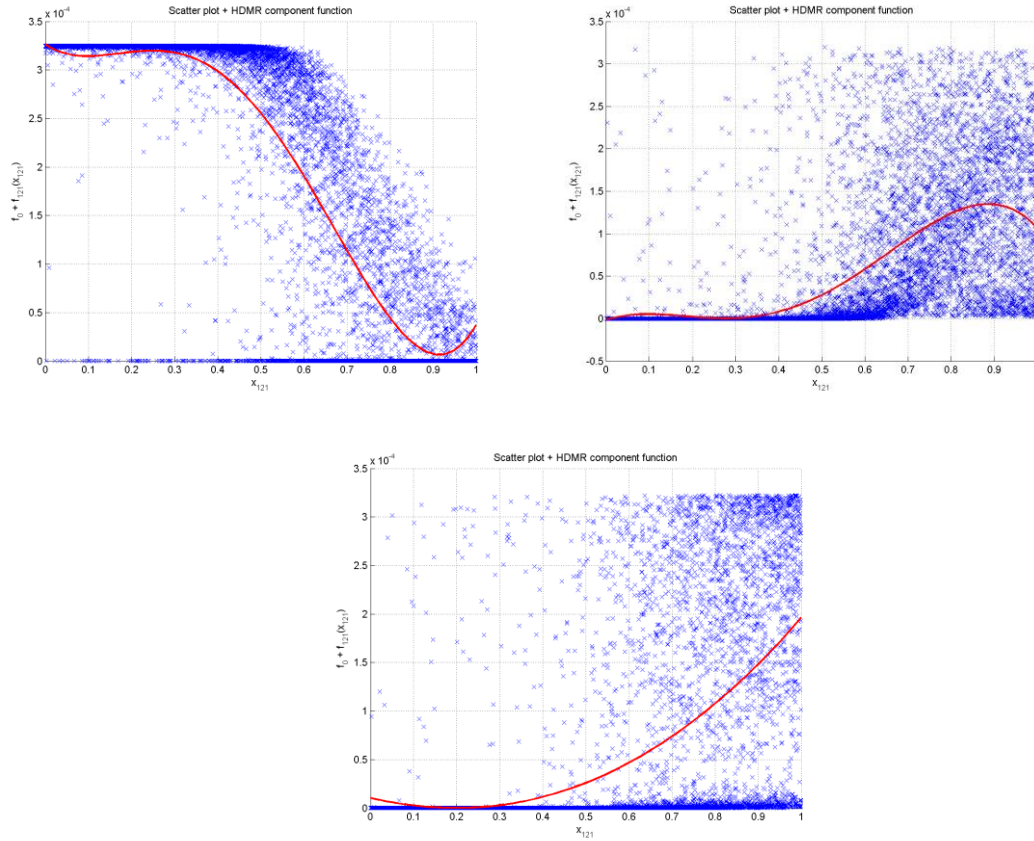 Scatter plot + HDMR component function
x 10⁻⁴
3.5
3
2.5
2
1.5
1
0.5
0
f₀ + f₁₂₁(x₁₂₁)
0 0.1 0.2 0.3 0.4 0.5 0.6 0.7 0.8 0.9 1
x₁₂₁
Scatter plot + HDMR component function
x 10⁻⁴
3.5
3
2.5
2
1.5
1
0.5
0
-0.5
f₀ + f₁₂₁(x₁₂₁)
0 0.1 0.2 0.3 0.4 0.5 0.6 0.7 0.8 0.9
x₁₂₁
Scatter plot + HDMR component function
x 10⁻⁴
3.5
3
2.5
2
1.5
1
0.5
0
f₀ + f₁₂₁(x₁₂₁)
0 0.1 0.2 0.3 0.4 0.5 0.6 0.7 0.8 0.9 1
x₁₂₁